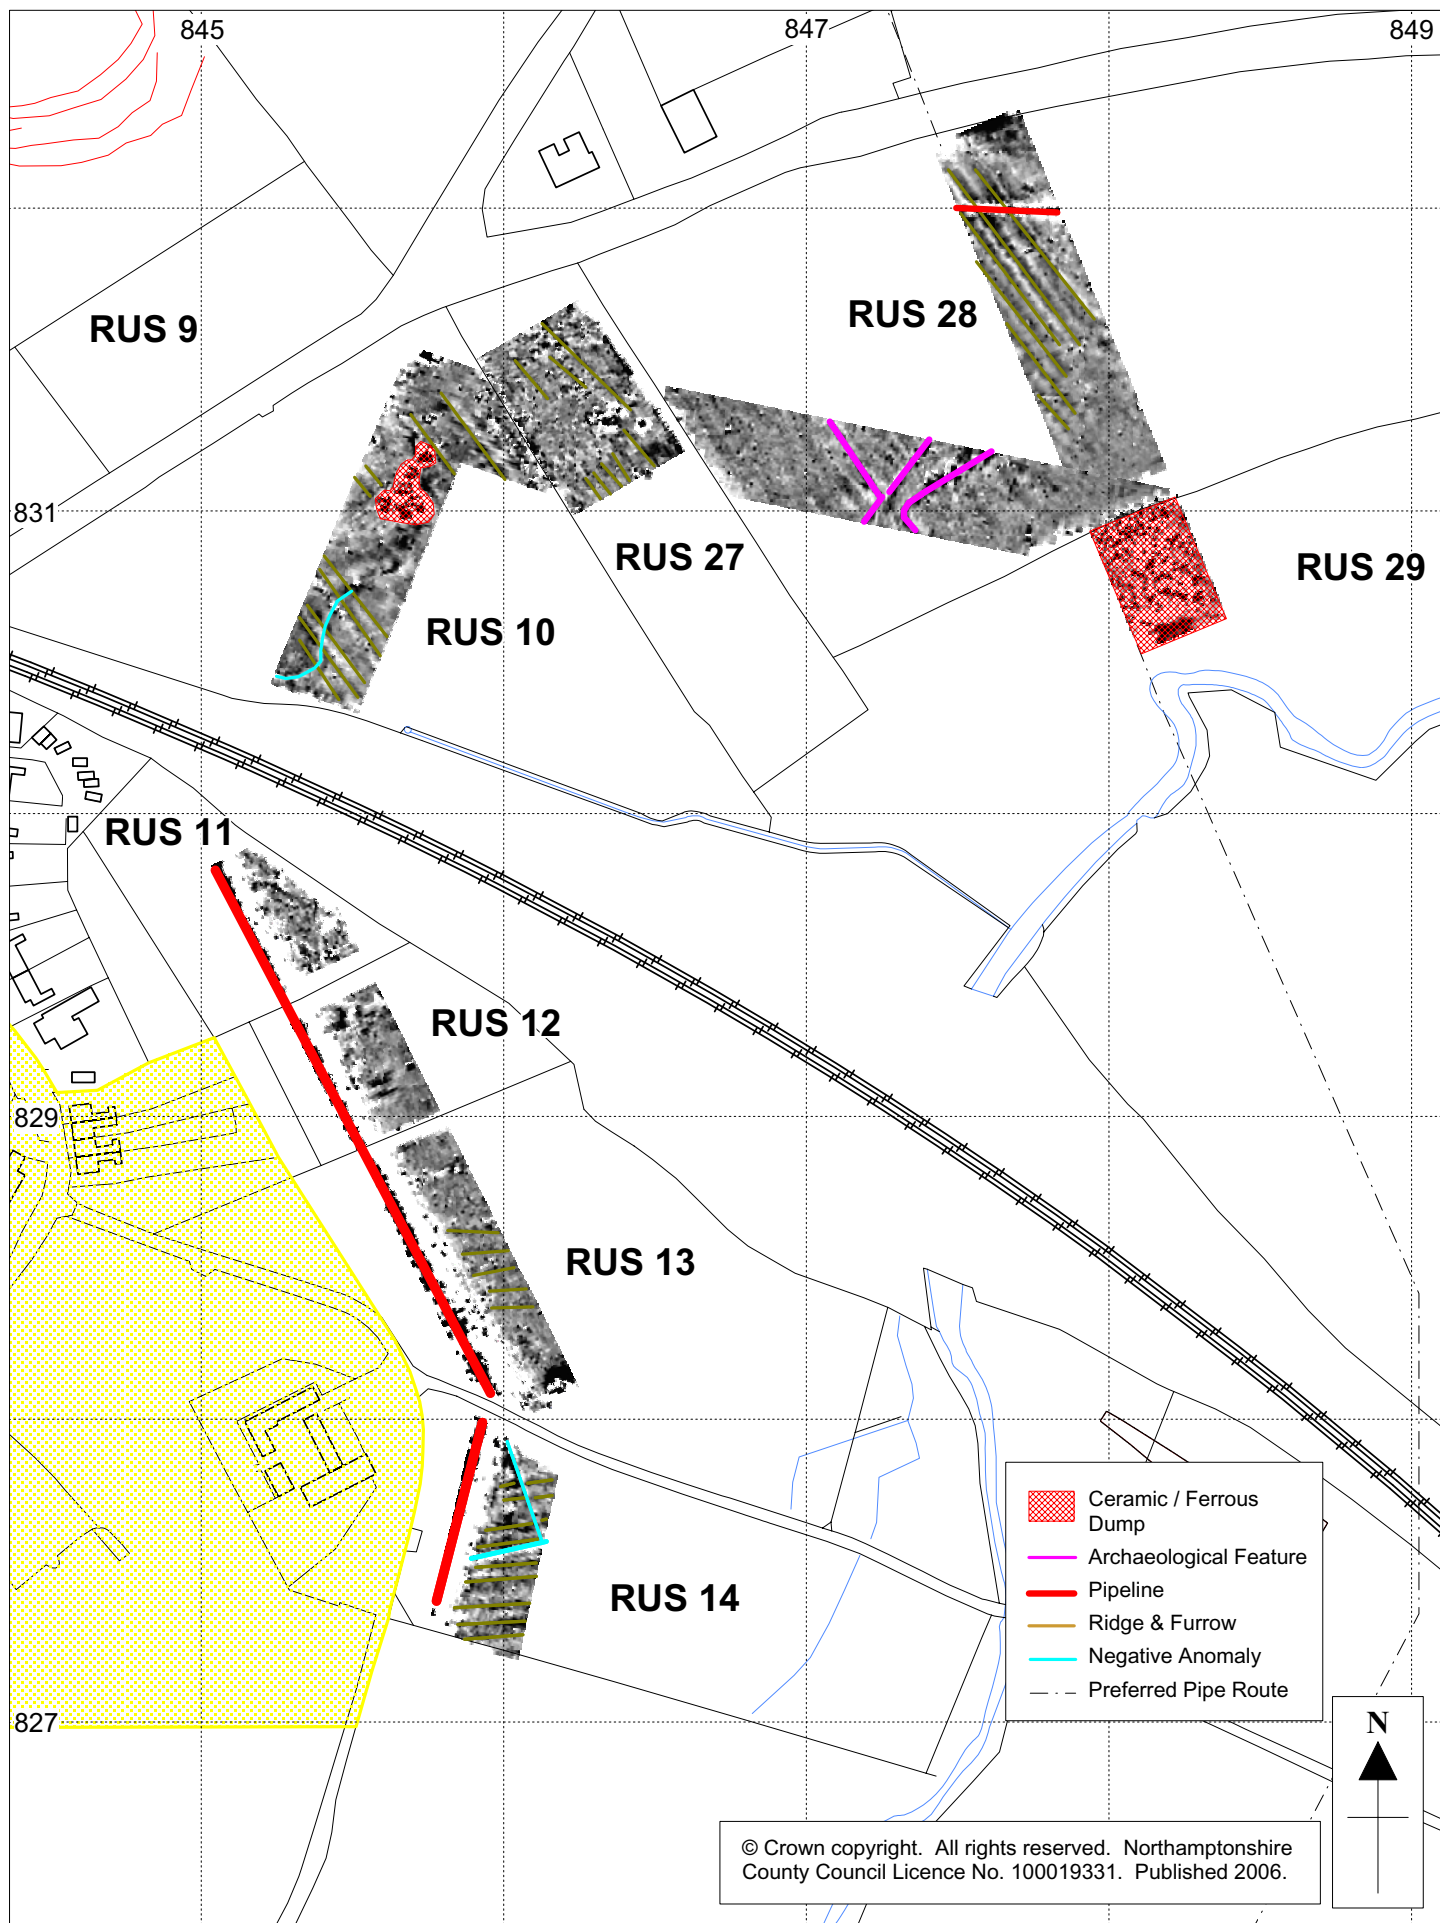 845
847
849
RUS 9
RUS 28
831
RUS 27
RUS 29
RUS 10
RUS 11
RUS 12
829
RUS 13
RUS 14
Ceramic / Ferrous
Dump
Archaeological Feature
Pipeline
Ridge & Furrow
Negative Anomaly
Preferred Pipe Route
827
N
© Crown copyright. All rights reserved. Northamptonshire
County Council Licence No. 100019331. Published 2006.